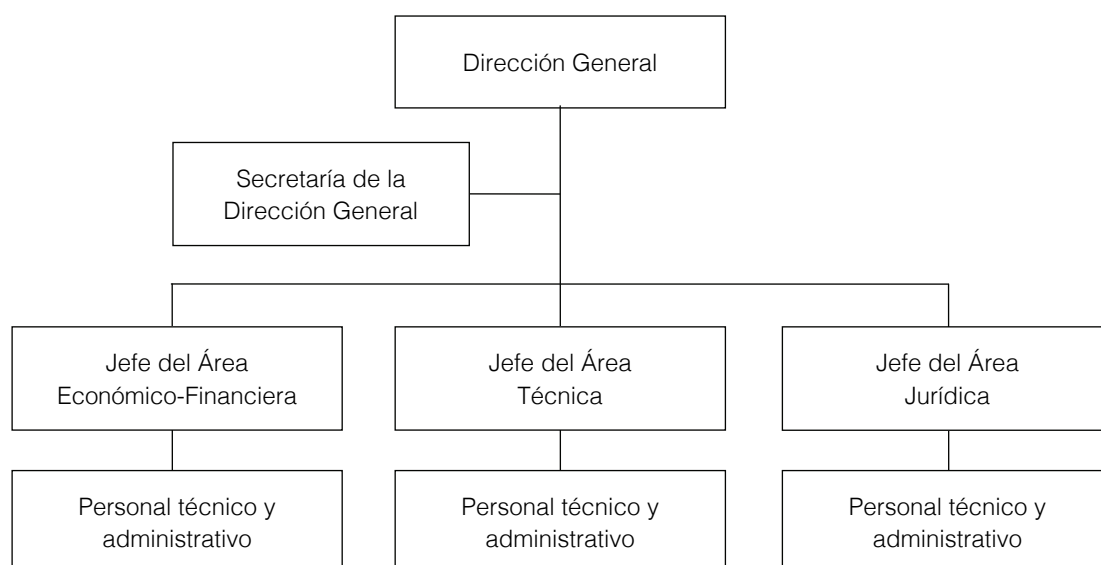 Dirección General
Secretaría de la
Dirección General
Jefe del Área
Económico-Financiera
Jefe del Área
Técnica
Jefe del Área
Jurídica
Personal técnico y
administrativo
Personal técnico y
administrativo
Personal técnico y
administrativo